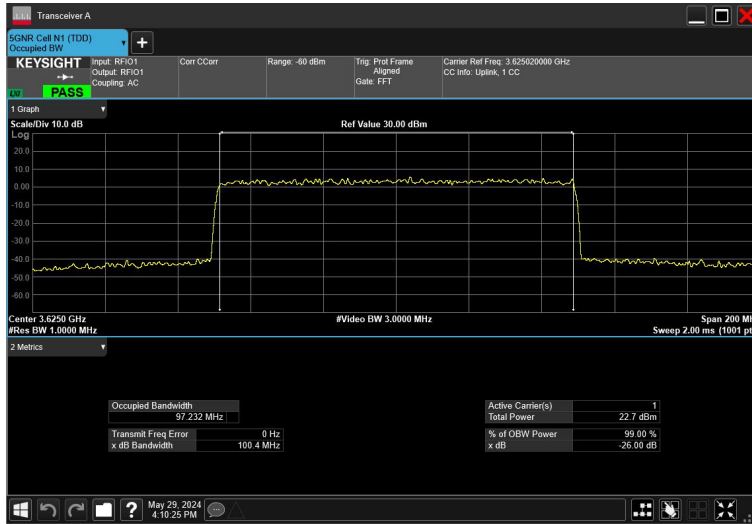 Transceiver A
5GNR Cell N1 (TDD)
Occupied BW
KEYSIGHT
Input: RFIO1
Output: RFIO1
Coupling: AC
Corr CCorr
Range: -60 dBm
Trig: Prot Frame
Aligned
Gate: FFT
Carrier Ref Freq: 3.625020000 GHz
CC Info: Uplink, 1 CC
LXI
PASS
1 Graph
Scale/Div 10.0 dB
Ref Value 30.00 dBm
Log
20.0
10.0
0.00
-10.0
-20.0
-30.0
-40.0
-50.0
-60.0
Center 3.6250 GHz
#Video BW 3.0000 MHz
Span 200 M
#Res BW 1.0000 MHz
Sweep 2.00 ms (1001 pt
2 Metrics
Occupied Bandwidth
97.232 MHz
Transmit Freq Error 0 Hz
x dB Bandwidth 100.4 MHz
Active Carrier(s) 1
Total Power 22.7 dBm
% of OBW Power 99.00 %
x dB -26.00 dB
May 29, 2024
4:10:25 PM